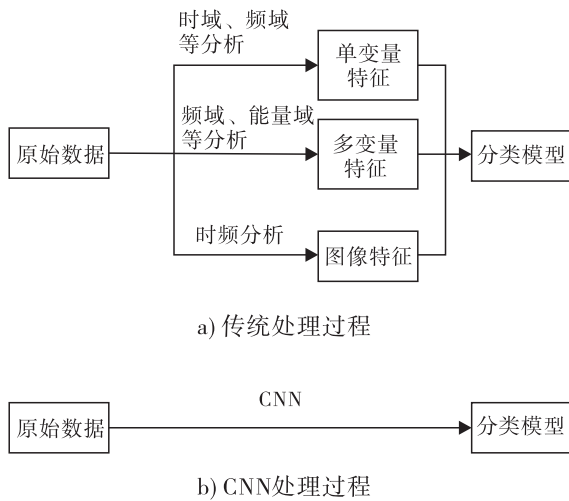 时域、频域
等分析
单变量
特征
频域、能量域
等分析
原始数据
多变量
特征
分类模型
时频分析
图像特征
a) 传统处理过程
CNN
原始数据
分类模型
b) CNN处理过程